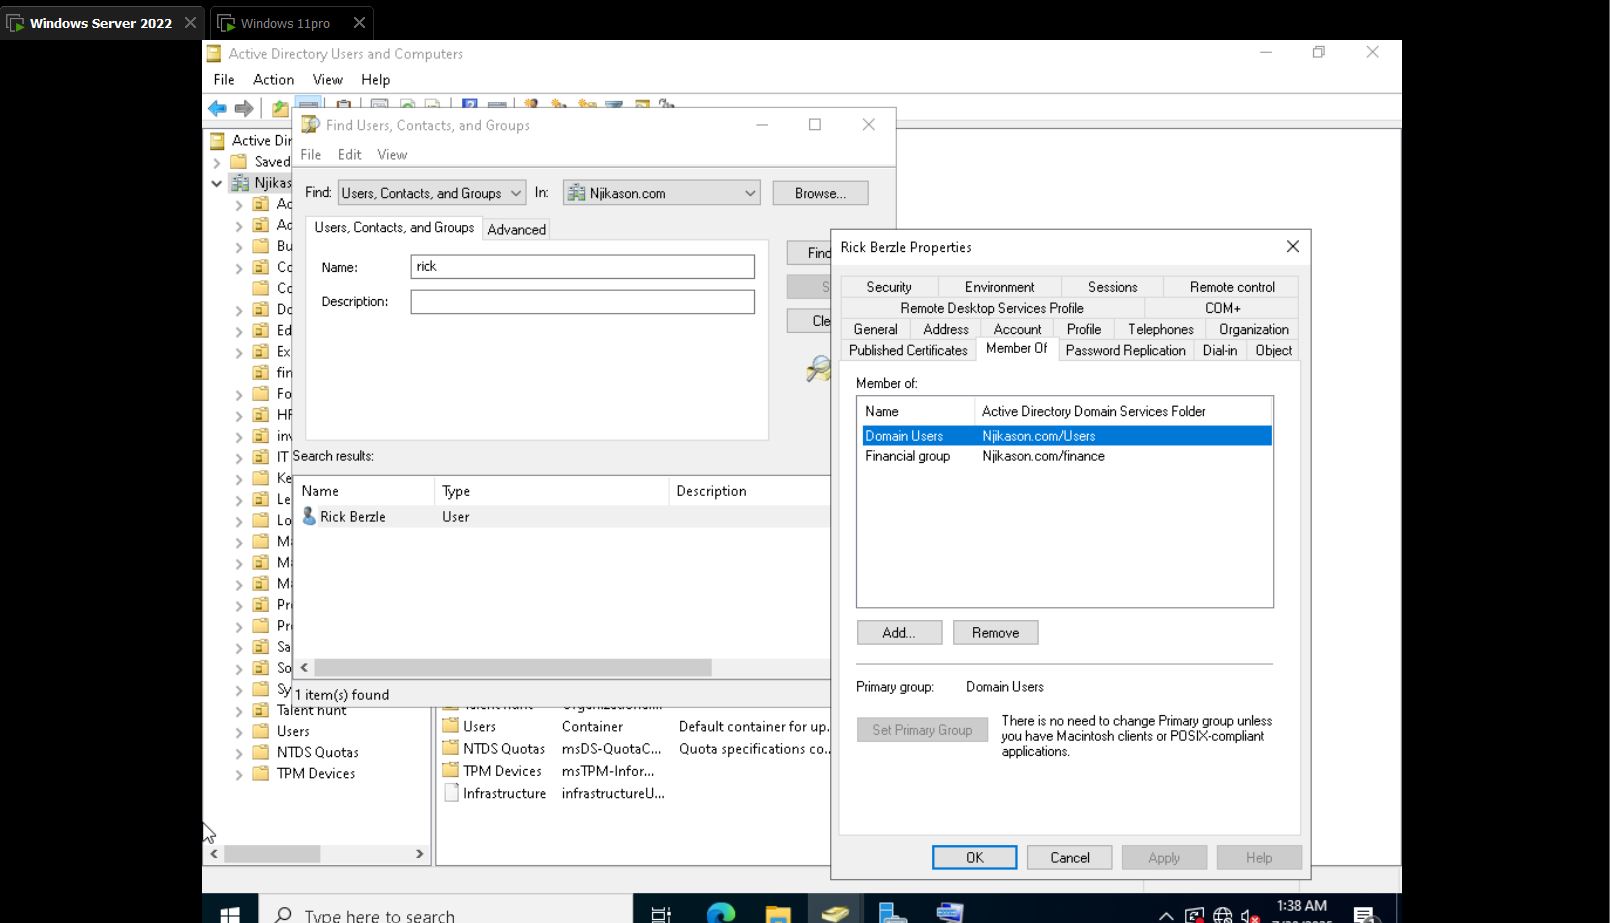 Windows Server 2022
Windows 11pro
Active Directory Users and Computers
File Action View Help
Active Dir
Saved
Njikas
Ac
Ac
Bu
Co
Co
Do
Ed
Ex
fin
Fo
HF
inv
IT
Ke
Le
Lo
Ma
Ma
Ma
Pr
Pr
Sa
So
Sy
Talent hunt
Users
NTDS Quotas
TPM Devices
Find Users, Contacts, and Groups
File Edit View
Find: Users, Contacts, and Groups In: Njikason.com Browse...
Users, Contacts, and Groups Advanced
Name: rick
Description:
Find
S
Cle
Search results:
Name Type Description
Rick Berzle User
1 item(s) found
Users Container Default container for up...
NTDS Quotas msDS-QuotaC... Quota specifications co...
TPM Devices msTPM-Infor...
Infrastructure infrastructureU...
Rick Berzle Properties
Security Environment Sessions Remote control
Remote Desktop Services Profile COM+
General Address Account Profile Telephones Organization
Published Certificates Member Of Password Replication Dial-in Object
Member of:
Name Active Directory Domain Services Folder
Domain Users Njikason.com/Users
Financial group Njikason.com/finance
Add... Remove
Primary group: Domain Users
Set Primary Group
There is no need to change Primary group unless
you have Macintosh clients or POSIX-compliant
applications.
OK Cancel Apply Help
Type here to search
1:38 AM